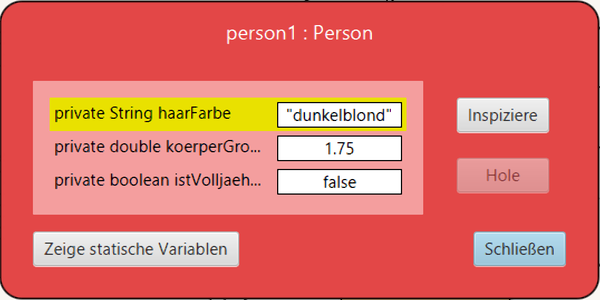 person1 : Person
private String haarFarbe "dunkelblond"
private double koerperGro... 1.75
private boolean istVolljaeh... false
Inspiziere
Hole
Zeige statische Variablen
Schließen